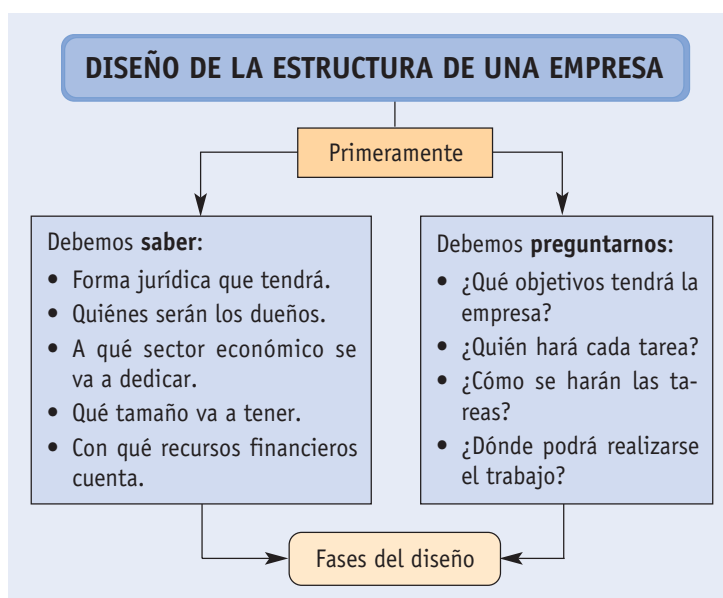 DISEÑO DE LA ESTRUCTURA DE UNA EMPRESA
Primeramente
Debemos saber:
• Forma jurídica que tendrá.
• Quiénes serán los dueños.
• A qué sector económico se
va a dedicar.
• Qué tamaño va a tener.
• Con qué recursos financieros
cuenta.
Debemos preguntarnos:
• ¿Qué objetivos tendrá la
empresa?
• ¿Quién hará cada tarea?
• ¿Cómo se harán las ta-
reas?
• ¿Dónde podrá realizarse
el trabajo?
Fases del diseño